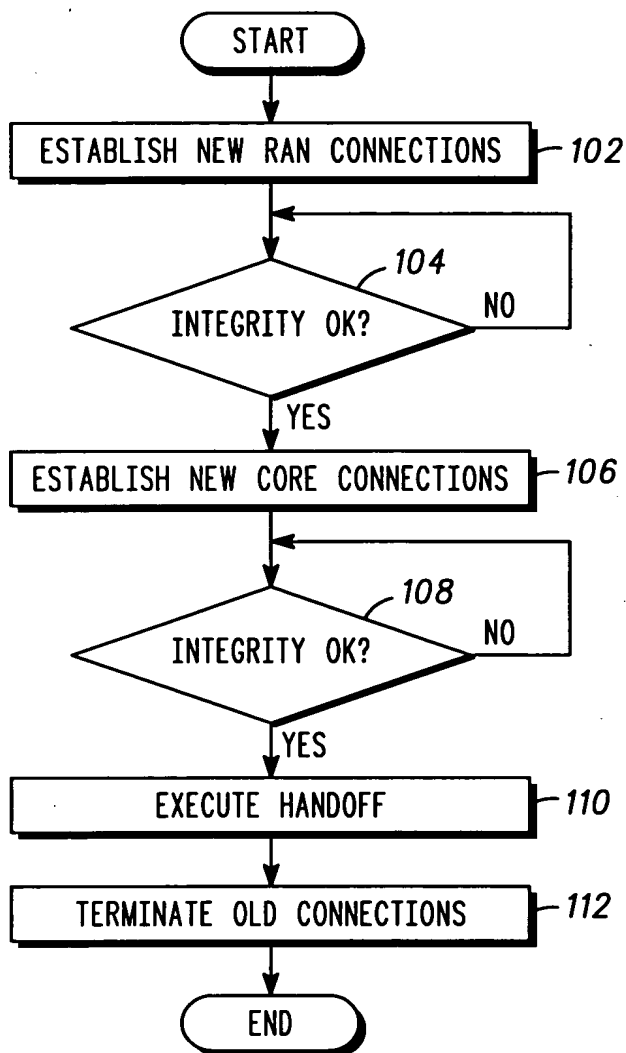 START
ESTABLISH NEW RAN CONNECTIONS 102
104
INTEGRITY OK? NO
YES
ESTABLISH NEW CORE CONNECTIONS 106
108
INTEGRITY OK? NO
YES
EXECUTE HANDOFF 110
TERMINATE OLD CONNECTIONS 112
END